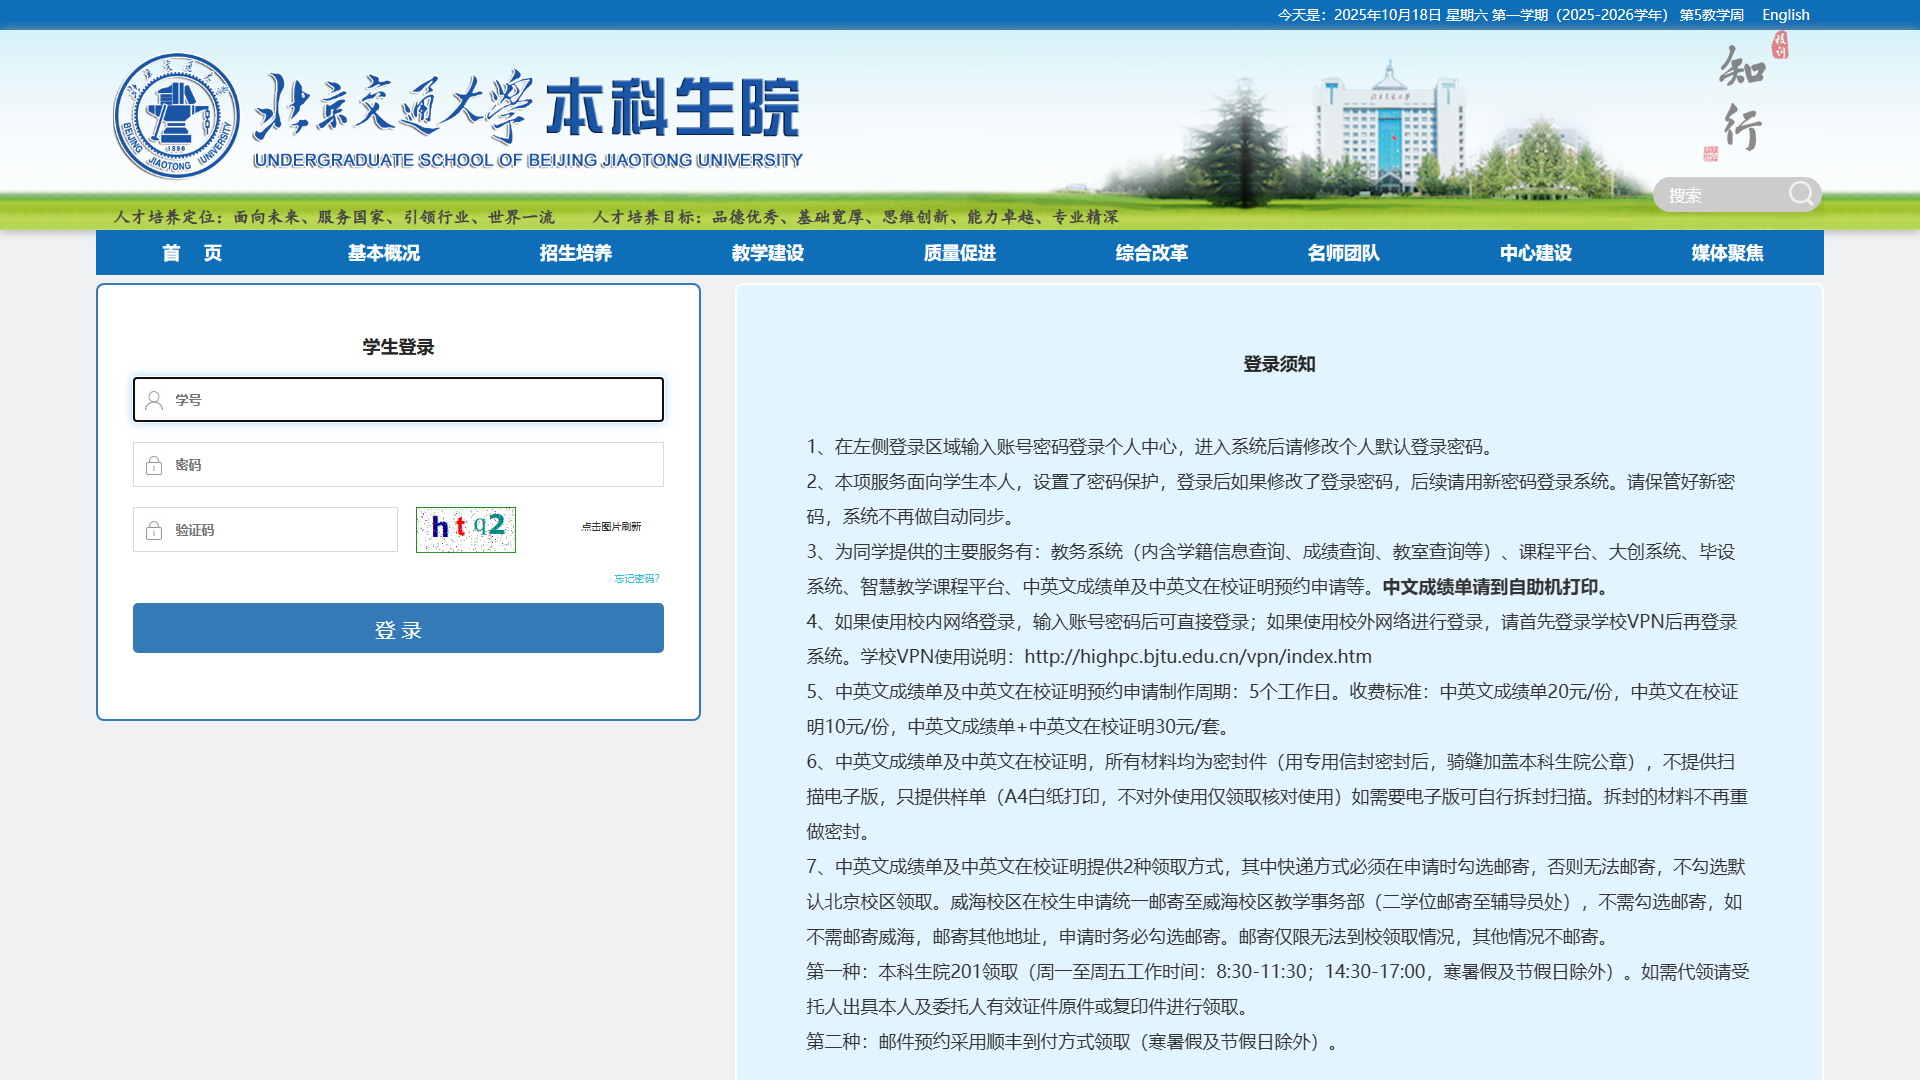 今天是：2025年10月18日 星期六 第一学期（2025-2026学年） 第5教学周 English
北京交通大学本科生院
UNDERGRADUATE SCHOOL OF BEIJING JIAOTONG UNIVERSITY
BEIJING JIAOTONG UNIVERSITY
1896
知行
搜索
人才培养定位：面向未来、服务国家、引领行业、世界一流 人才培养目标：品德优秀、基础宽厚、思维创新、能力卓越、专业精深
首 页 基本概况 招生培养 教学建设 质量促进 综合改革 名师团队 中心建设 媒体聚焦
学生登录
学号
密码
验证码 htq2 点击图片刷新
忘记密码?
登 录
登录须知
1、在左侧登录区域输入账号密码登录个人中心，进入系统后请修改个人默认登录密码。
2、本项服务面向学生本人，设置了密码保护，登录后如果修改了登录密码，后续请用新密码登录系统。请保管好新密
码，系统不再做自动同步。
3、为同学提供的主要服务有：教务系统（内含学籍信息查询、成绩查询、教室查询等）、课程平台、大创系统、毕设
系统、智慧教学课程平台、中英文成绩单及中英文在校证明预约申请等。中文成绩单请到自助机打印。
4、如果使用校内网络登录，输入账号密码后可直接登录；如果使用校外网络进行登录，请首先登录学校VPN后再登录
系统。学校VPN使用说明：http://highpc.bjtu.edu.cn/vpn/index.htm
5、中英文成绩单及中英文在校证明预约申请制作周期：5个工作日。收费标准：中英文成绩单20元/份，中英文在校证
明10元/份，中英文成绩单+中英文在校证明30元/套。
6、中英文成绩单及中英文在校证明，所有材料均为密封件（用专用信封密封后，骑缝加盖本科生院公章），不提供扫
描电子版，只提供样单（A4白纸打印，不对外使用仅领取核对使用）如需要电子版可自行拆封扫描。拆封的材料不再重
做密封。
7、中英文成绩单及中英文在校证明提供2种领取方式，其中快递方式必须在申请时勾选邮寄，否则无法邮寄，不勾选默
认北京校区领取。威海校区在校生申请统一邮寄至威海校区教学事务部（二学位邮寄至辅导员处），不需勾选邮寄，如
不需邮寄威海，邮寄其他地址，申请时务必勾选邮寄。邮寄仅限无法到校领取情况，其他情况不邮寄。
第一种：本科生院201领取（周一至周五工作时间：8:30-11:30；14:30-17:00，寒暑假及节假日除外）。如需代领请受
托人出具本人及委托人有效证件原件或复印件进行领取。
第二种：邮件预约采用顺丰到付方式领取（寒暑假及节假日除外）。